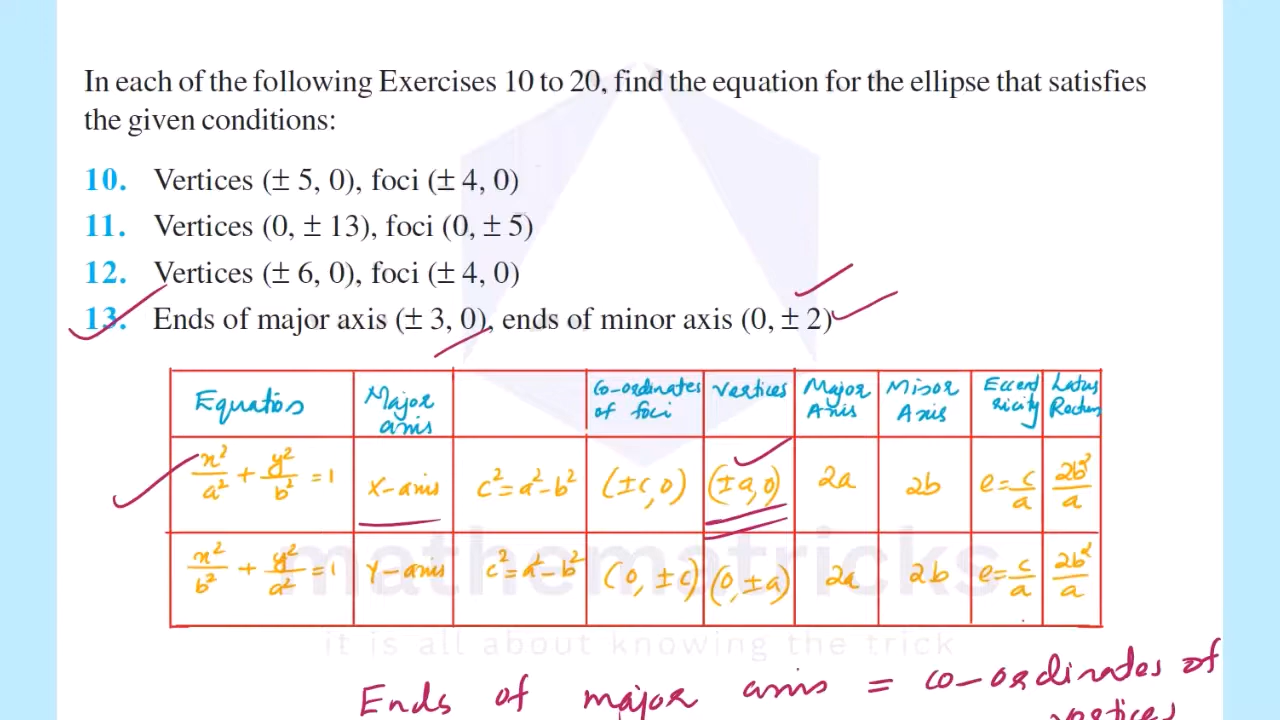 In each of the following Exercises 10 to 20, find the equation for the ellipse that satisfies
the given conditions:
10. Vertices (± 5, 0), foci (± 4, 0)
11. Vertices (0, ± 13), foci (0, ± 5)
12. Vertices (± 6, 0), foci (± 4, 0)
13. Ends of major axis (± 3, 0), ends of minor axis (0, ± 2)
Equation Major axis Co-ordinates of foci Vertices Major Axis Minor Axis Eccentricity Latus Rectum
x²/a² + y²/b² = 1 X-axis c² = a² - b² (±c, 0) (±a, 0) 2a 2b e = c/a 2b²/a
x²/b² + y²/a² = 1 Y-axis c² = a² - b² (0, ±c) (0, ±a) 2a 2b e = c/a 2b²/a
mathematricks
it is all about knowing the trick
Ends of major axis = co-ordinates of
vertices